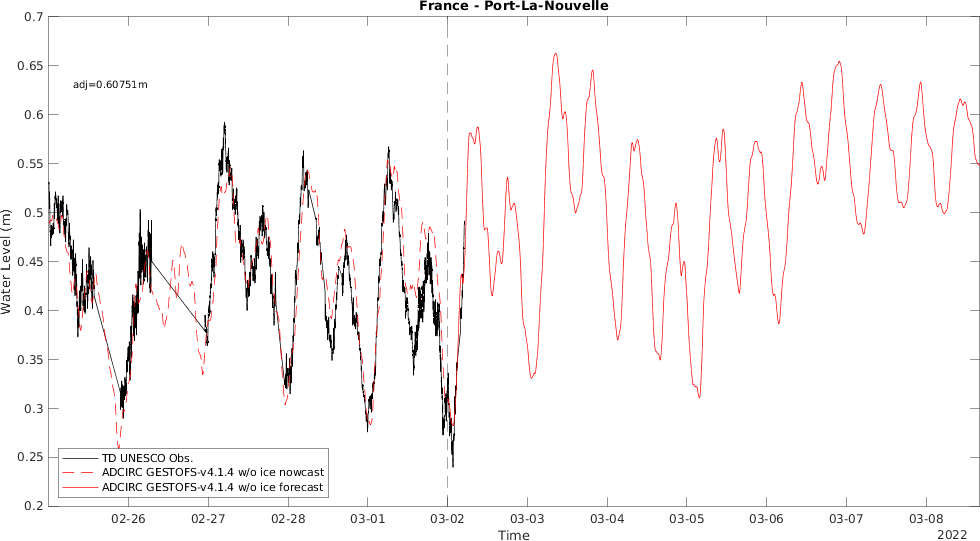 France - Port-La-Nouvelle
0.7
0.65
0.6
0.55
0.5
0.45
0.4
0.35
0.3
0.25
0.2
Water Level (m)
adj=0.60751m
TD UNESCO Obs.
ADCIRC GESTOFS-v4.1.4 w/o ice nowcast
ADCIRC GESTOFS-v4.1.4 w/o ice forecast
02-26 02-27 02-28 03-01 03-02 03-03 03-04 03-05 03-06 03-07 03-08
Time
2022